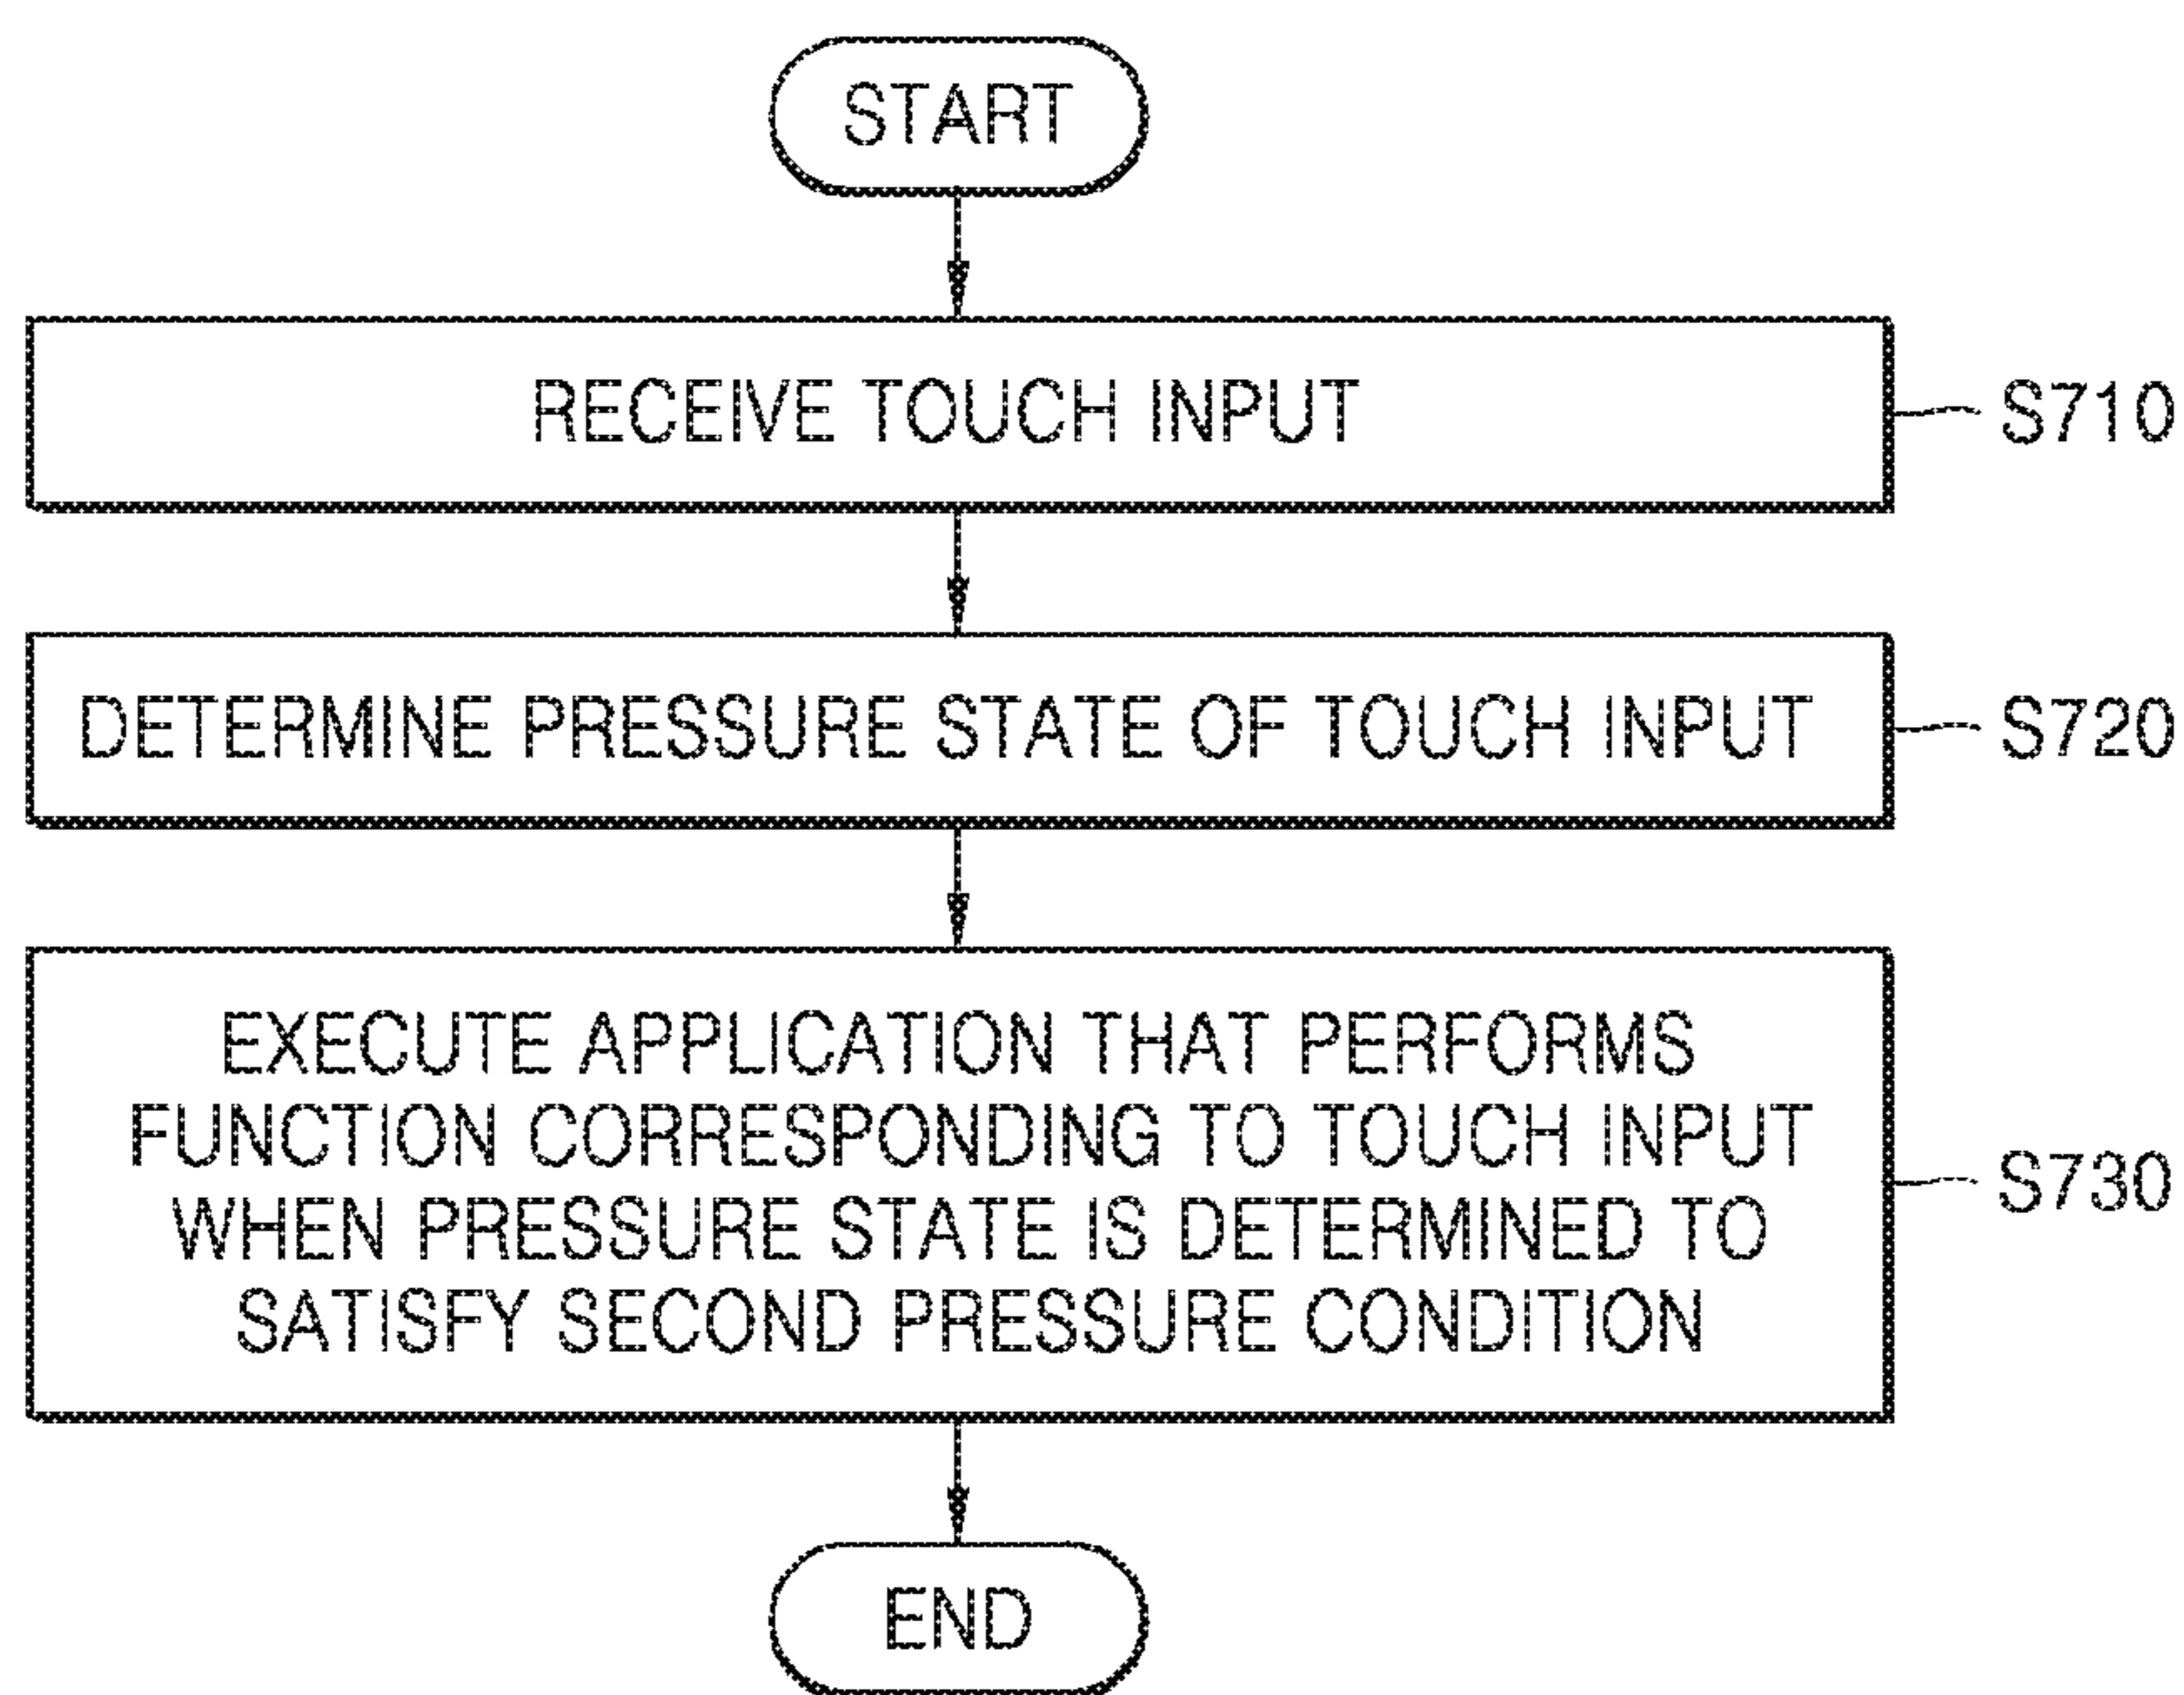 START
RECEIVE TOUCH INPUT
S710
DETERMINE PRESSURE STATE OF TOUCH INPUT
S720
EXECUTE APPLICATION THAT PERFORMS
FUNCTION CORRESPONDING TO TOUCH INPUT
WHEN PRESSURE STATE IS DETERMINED TO
SATISFY SECOND PRESSURE CONDITION
S730
END